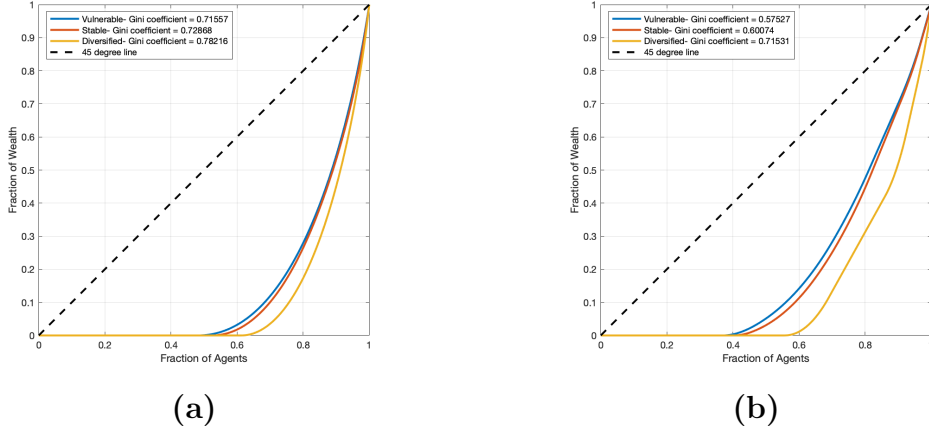 Vulnerable- Gini coefficient = 0.71557
Stable- Gini coefficient = 0.72868
Diversified- Gini coefficient = 0.78216
45 degree line
1
0.9
0.8
0.7
0.6
0.5
0.4
0.3
0.2
0.1
0
Fraction of Wealth
0 0.2 0.4 0.6 0.8 1
Fraction of Agents
(a)
Vulnerable- Gini coefficient = 0.57527
Stable- Gini coefficient = 0.60074
Diversified- Gini coefficient = 0.71531
45 degree line
1
0.9
0.8
0.7
0.6
0.5
0.4
0.3
0.2
0.1
0
Fraction of Wealth
0 0.2 0.4 0.6 0.8
Fraction of Agents
(b)